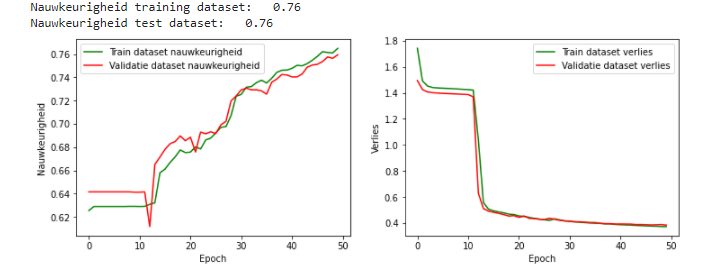 Nauwkeurigheid training dataset: 0.76
Nauwkeurigheid test dataset: 0.76
Nauwkeurigheid
0.76
0.74
0.72
0.70
0.68
0.66
0.64
0.62
Train dataset nauwkeurigheid
Validatie dataset nauwkeurigheid
0 10 20 30 40 50
Epoch
Verlies
1.8
1.6
1.4
1.2
1.0
0.8
0.6
0.4
Train dataset verlies
Validatie dataset verlies
0 10 20 30 40 50
Epoch